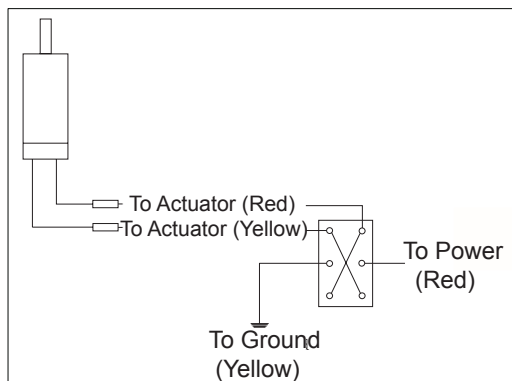 To Actuator (Red)
To Actuator (Yellow)
To Power
(Red)
To Ground
(Yellow)